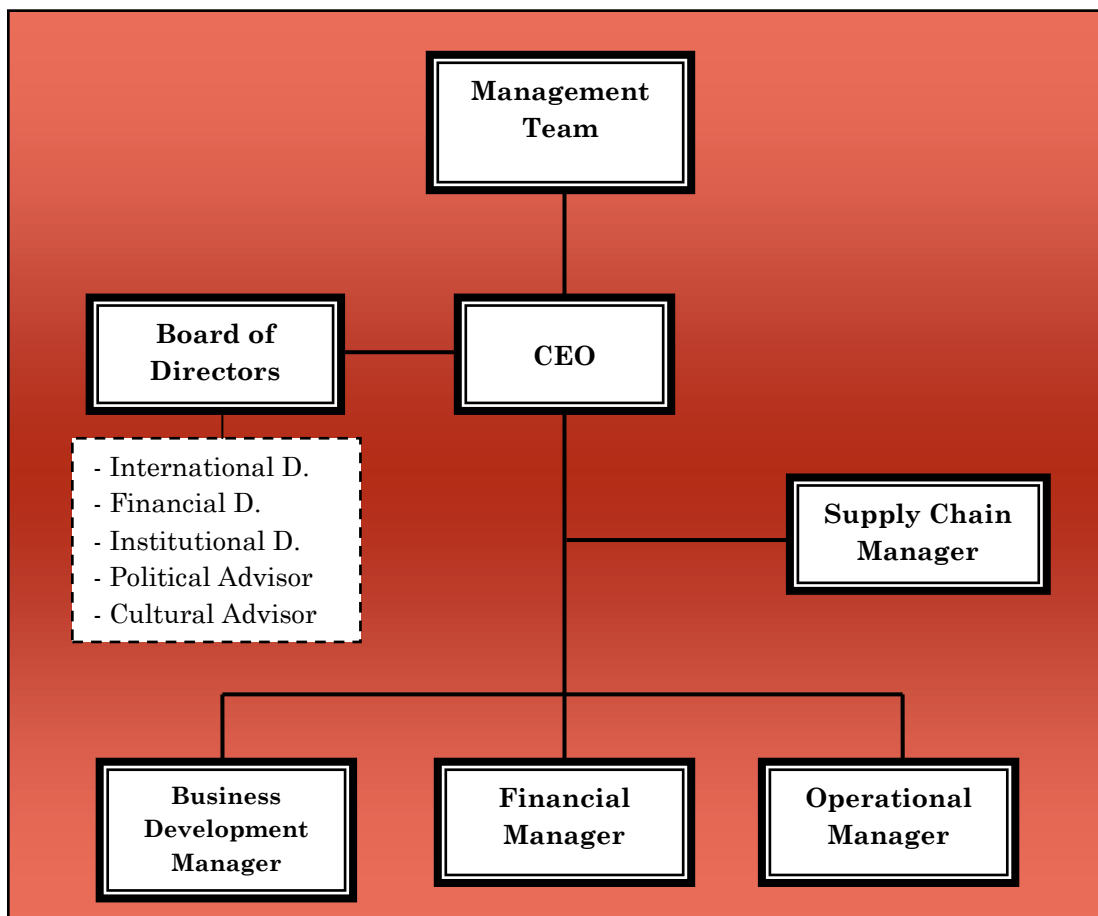 Management
Team
Board of
Directors
CEO
- International D.
- Financial D.
- Institutional D.
- Political Advisor
- Cultural Advisor
Supply Chain
Manager
Business
Development
Manager
Financial
Manager
Operational
Manager